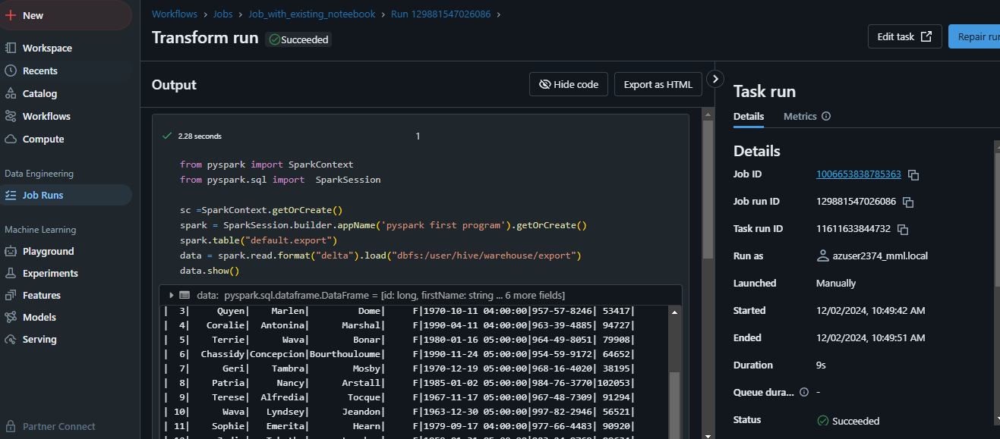 New
Workspace
Recents
Catalog
Workflows
Compute
Data Engineering
Job Runs
Machine Learning
Playground
Experiments
Features
Models
Serving
Partner Connect
Workflows > Jobs > Job_with_existing_noteebook > Run 129881547026086 >
Transform run Succeeded
Edit task
Repair run
Output
Hide code
Export as HTML
2.28 seconds
1
from pyspark import SparkContext
from pyspark.sql import  SparkSession
sc =SparkContext.getOrCreate()
spark = SparkSession.builder.appName('pyspark first program').getOrCreate()
spark.table("default.export")
data = spark.read.format("delta").load("dbfs:/user/hive/warehouse/export")
data.show()
data: pyspark.sql.dataframe.DataFrame = [id: long, firstName: string ... 6 more fields]
|  3|     Quyen|    Marlen|        Dome|     F|1970-10-11 04:00:00|957-57-8246| 53417|
|  4|   Coralie|  Antonina|     Marshal|     F|1990-04-11 04:00:00|963-39-4885| 94727|
|  5|    Terrie|      Wava|       Bonar|     F|1980-01-16 05:00:00|964-49-8051| 79908|
|  6|  Chassidy|Concepcion|Bourthouloume|     F|1990-11-24 05:00:00|954-59-9172| 64652|
|  7|      Geri|     Tambra|       Mosby|     F|1970-12-19 05:00:00|968-16-4020| 38195|
|  8|    Patria|     Nancy|     Arstall|     F|1985-01-02 05:00:00|984-76-3770|102053|
|  9|    Terese|  Alfredia|      Tocque|     F|1967-11-17 05:00:00|967-48-7309| 91294|
| 10|      Wava|    Lyndsey|     Jeandon|     F|1963-12-30 05:00:00|997-82-2946| 56521|
| 11|    Sophie|   Emerita|       Hearn|     F|1979-09-17 04:00:00|977-66-4483| 90920|
Task run
Details
Metrics
Details
Job ID 1006653838785363
Job run ID 129881547026086
Task run ID 11611633844732
Run as azuser2374_mml.local
Launched Manually
Started 12/02/2024, 10:49:42 AM
Ended 12/02/2024, 10:49:51 AM
Duration 9s
Queue dura... -
Status Succeeded